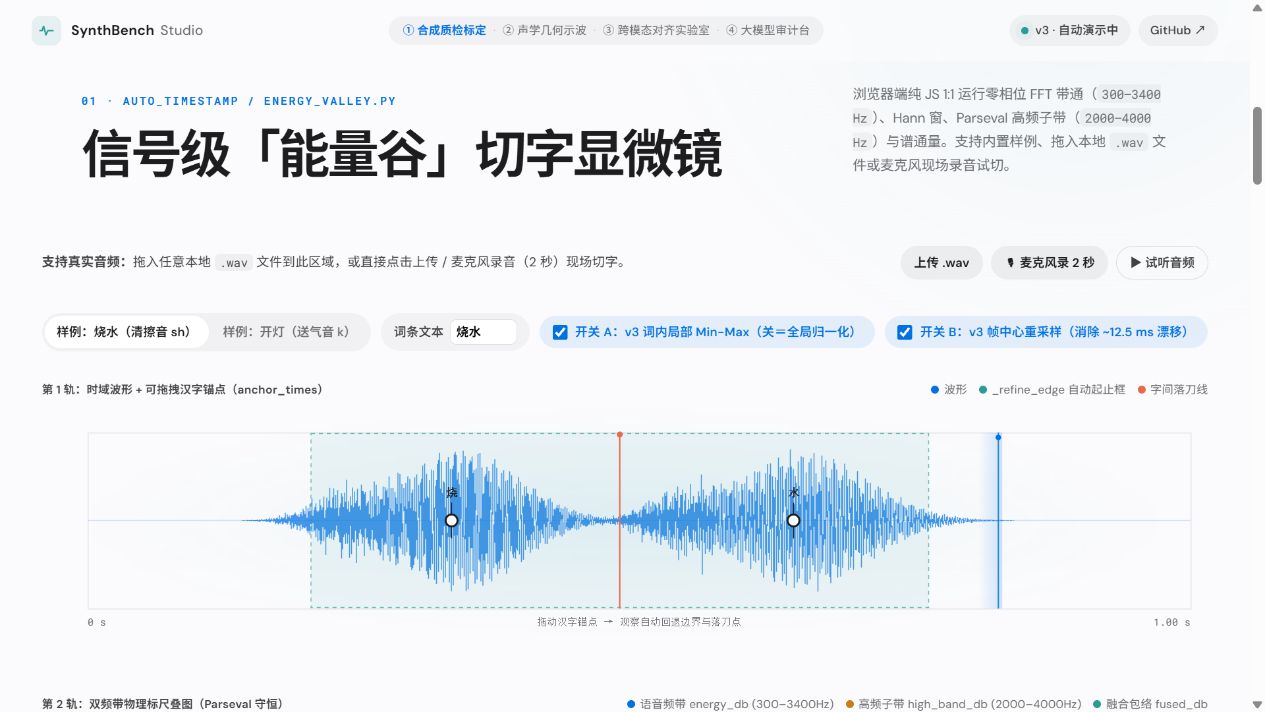 SynthBench Studio
① 合成质检标定 · ② 声学几何示波 · ③ 跨模态对齐实验室 · ④ 大模型审计台
v3 · 自动演示中
GitHub ↗
01 · AUTO_TIMESTAMP / ENERGY_VALLEY.PY
信号级「能量谷」切字显微镜
浏览器端纯 JS 1:1 运行零相位 FFT 带通（ 300–3400
Hz ）、Hann 窗、Parseval 高频子带（ 2000–4000
Hz ）与谱通量。支持内置样例、拖入本地 .wav 文
件或麦克风现场录音试切。
支持真实音频：拖入任意本地 .wav 文件到此区域，或直接点击上传 / 麦克风录音（2 秒）现场切字。
上传 .wav
🎙 麦克风录 2 秒
▶ 试听音频
样例：烧水（清擦音 sh）
样例：开灯（送气音 k）
词条文本 烧水
开关 A：v3 词内局部 Min-Max（关＝全局归一化）
开关 B：v3 帧中心重采样（消除 ~12.5 ms 漂移）
第 1 轨：时域波形 + 可拖拽汉字锚点（anchor_times）
波形
_refine_edge 自动起止框
字间落刀线
烧
水
0 s
拖动汉字锚点 → 观察自动回退边界与落刀点
1.00 s
第 2 轨：双频带物理标尺叠图（Parseval 守恒）
语音频带 energy_db (300–3400Hz)
高频子带 high_band_db (2000–4000Hz)
融合包络 fused_db